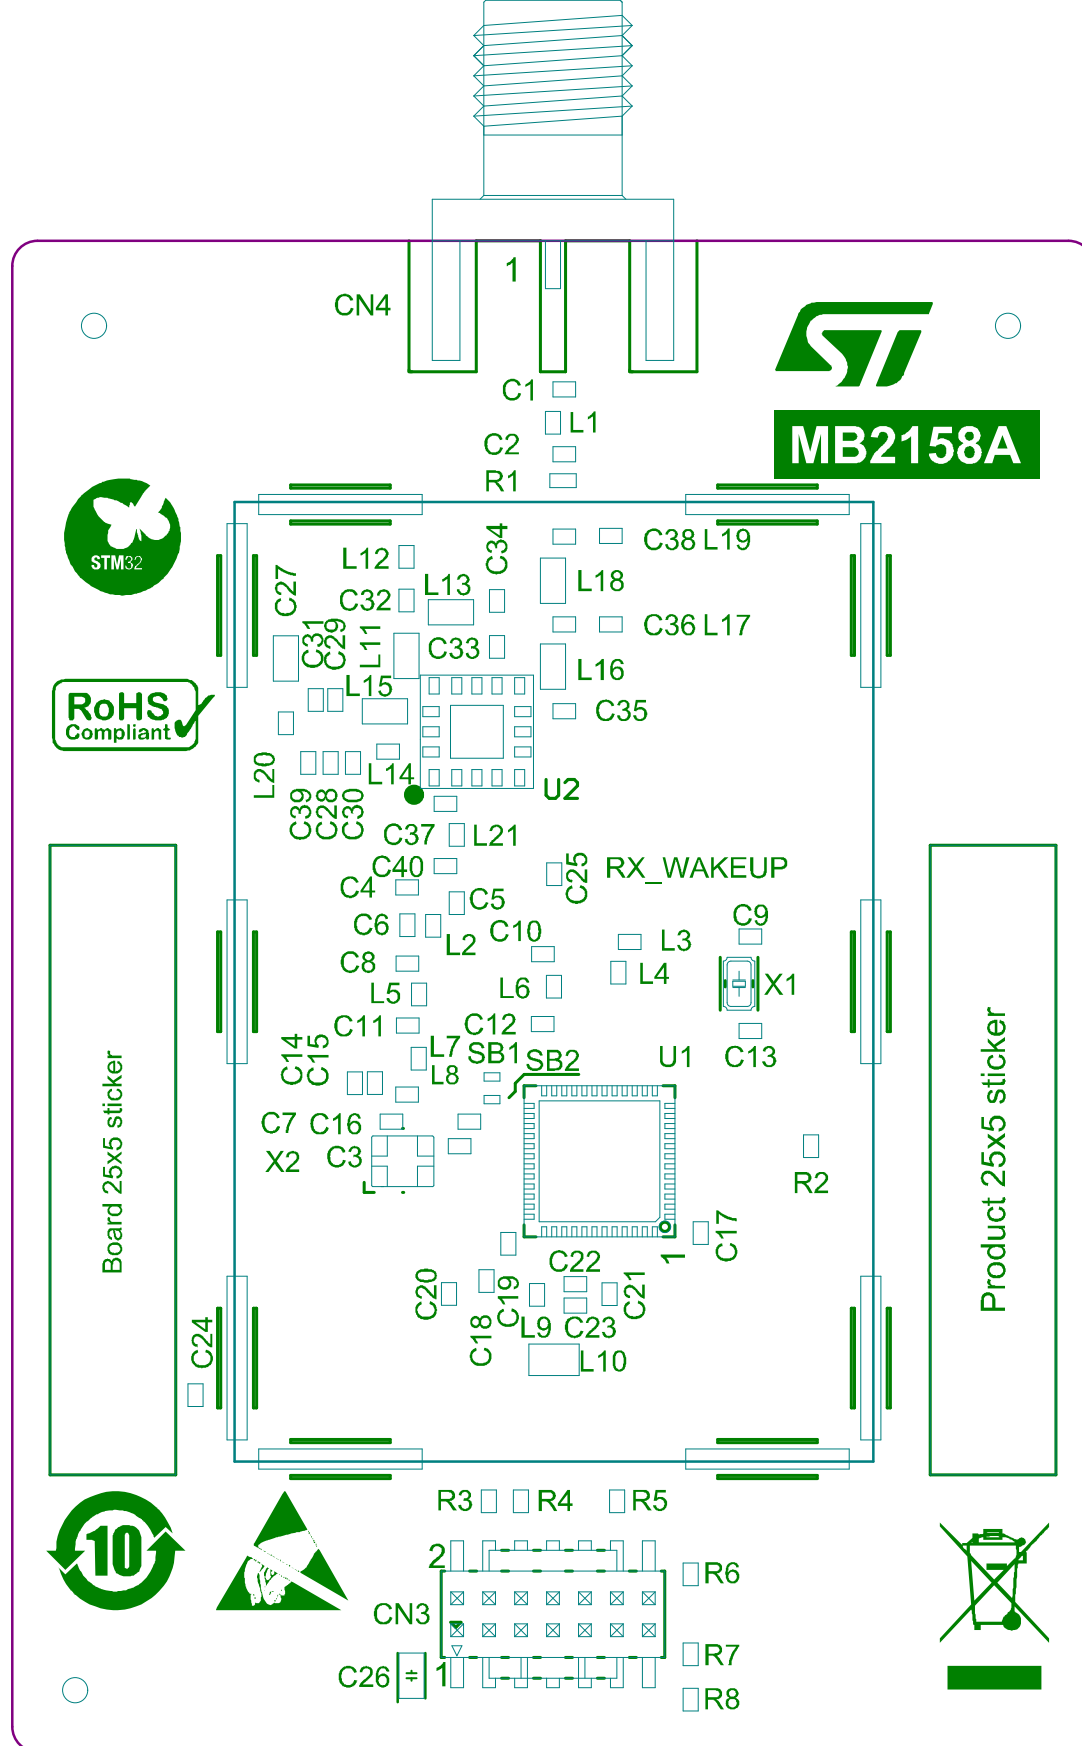 1
CN4
ST
MB2158A
C1
L1
C2
R1
STM32
C34
C38 L19
L12
L13
L18
C27
C32
C36 L17
C31
C29
L11
C33
L16
RoHS
Compliant
L15
C35
L20
L14
U2
C39
C28
C30
C37
L21
C40
C25
RX_WAKEUP
C4
C5
C6
C10
C9
L2
L3
C8
L4
L5
L6
X1
C11
C12
C14
C15
L7
SB1
SB2
U1
C13
L8
C7
C16
X2
C3
R2
Board 25x5 sticker
Product 25x5 sticker
C17
1
C22
C20
C19
C21
C18
L9
C23
L10
C24
R3
R4
R5
10
2
R6
CN3
C26
1
R7
R8